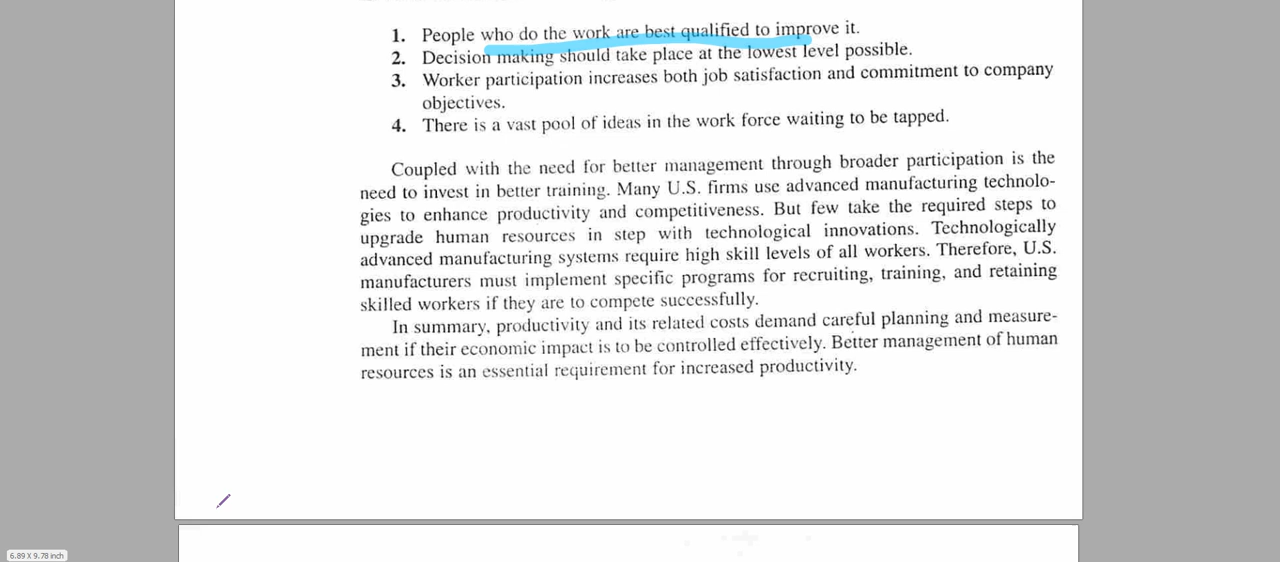 1. People who do the work are best qualified to improve it.
2. Decision making should take place at the lowest level possible.
3. Worker participation increases both job satisfaction and commitment to company
objectives.
4. There is a vast pool of ideas in the work force waiting to be tapped.
Coupled with the need for better management through broader participation is the
need to invest in better training. Many U.S. firms use advanced manufacturing technolo-
gies to enhance productivity and competitiveness. But few take the required steps to
upgrade human resources in step with technological innovations. Technologically
advanced manufacturing systems require high skill levels of all workers. Therefore, U.S.
manufacturers must implement specific programs for recruiting, training, and retaining
skilled workers if they are to compete successfully.
In summary, productivity and its related costs demand careful planning and measure-
ment if their economic impact is to be controlled effectively. Better management of human
resources is an essential requirement for increased productivity.
6.89 X 9.78 inch